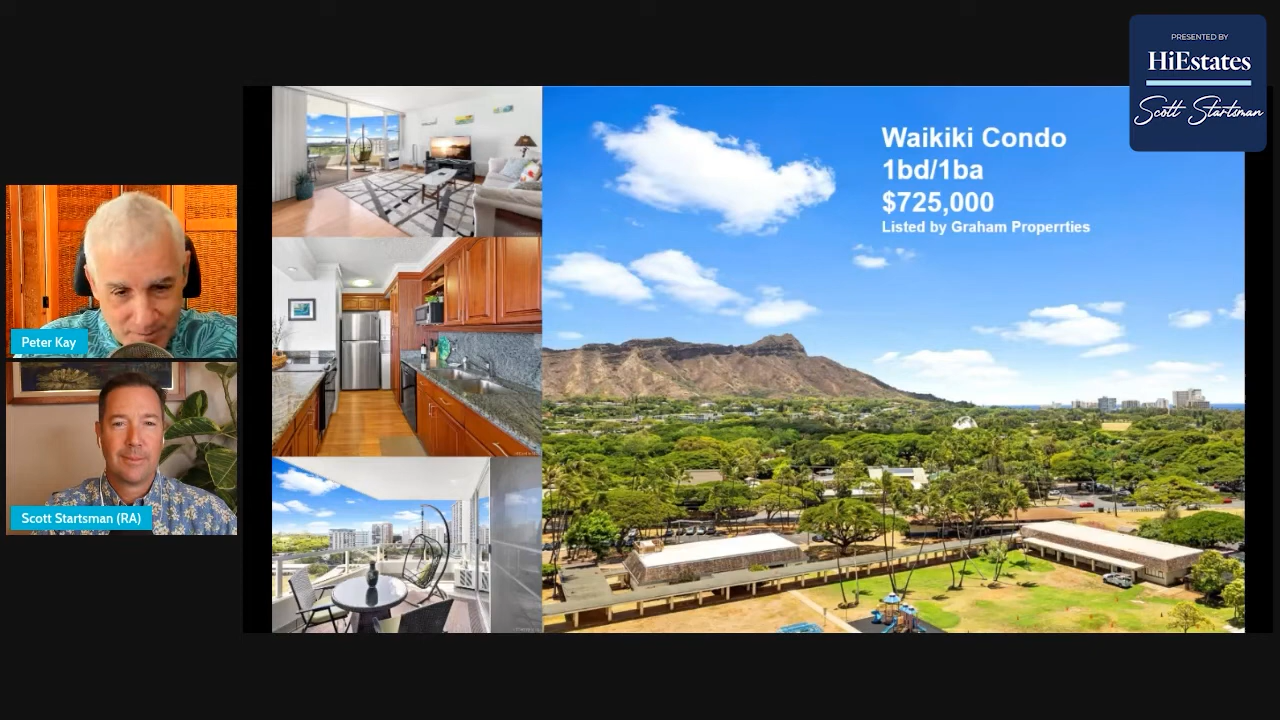 PRESENTED BY
HiEstates
Scott Startsman
Waikiki Condo
1bd/1ba
$725,000
Listed by Graham Properrties
Peter Kay
Scott Startsman (RA)